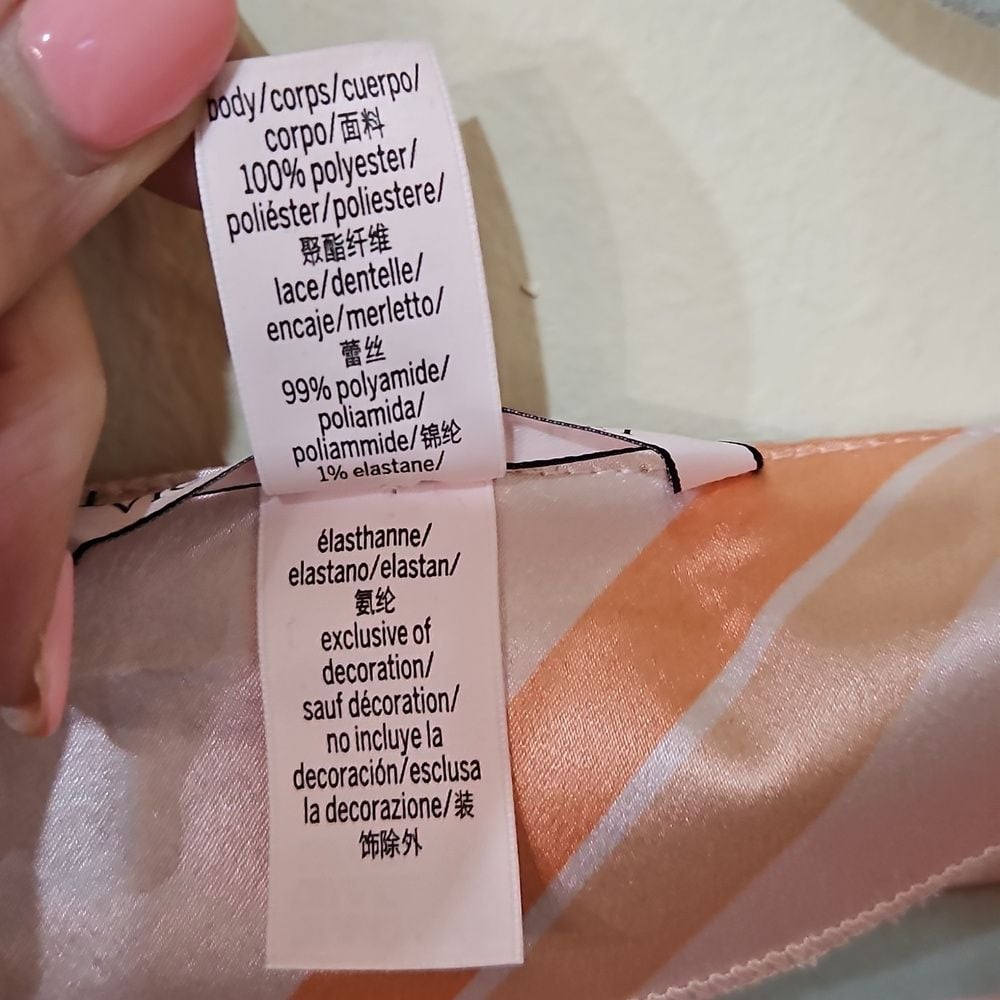 body/corps/cuerpo/
corpo/面料
100% polyester/
poliéster/poliestere/
聚酯纤维
lace/dentelle/
encaje/merletto/
蕾丝
99% polyamide/
poliamida/
poliammide/锦纶
1% elastane/
élasthanne/
elastano/elastan/
氨纶
exclusive of
decoration/
sauf décoration/
no incluye la
decoración/esclusa
la decorazione/装
饰除外